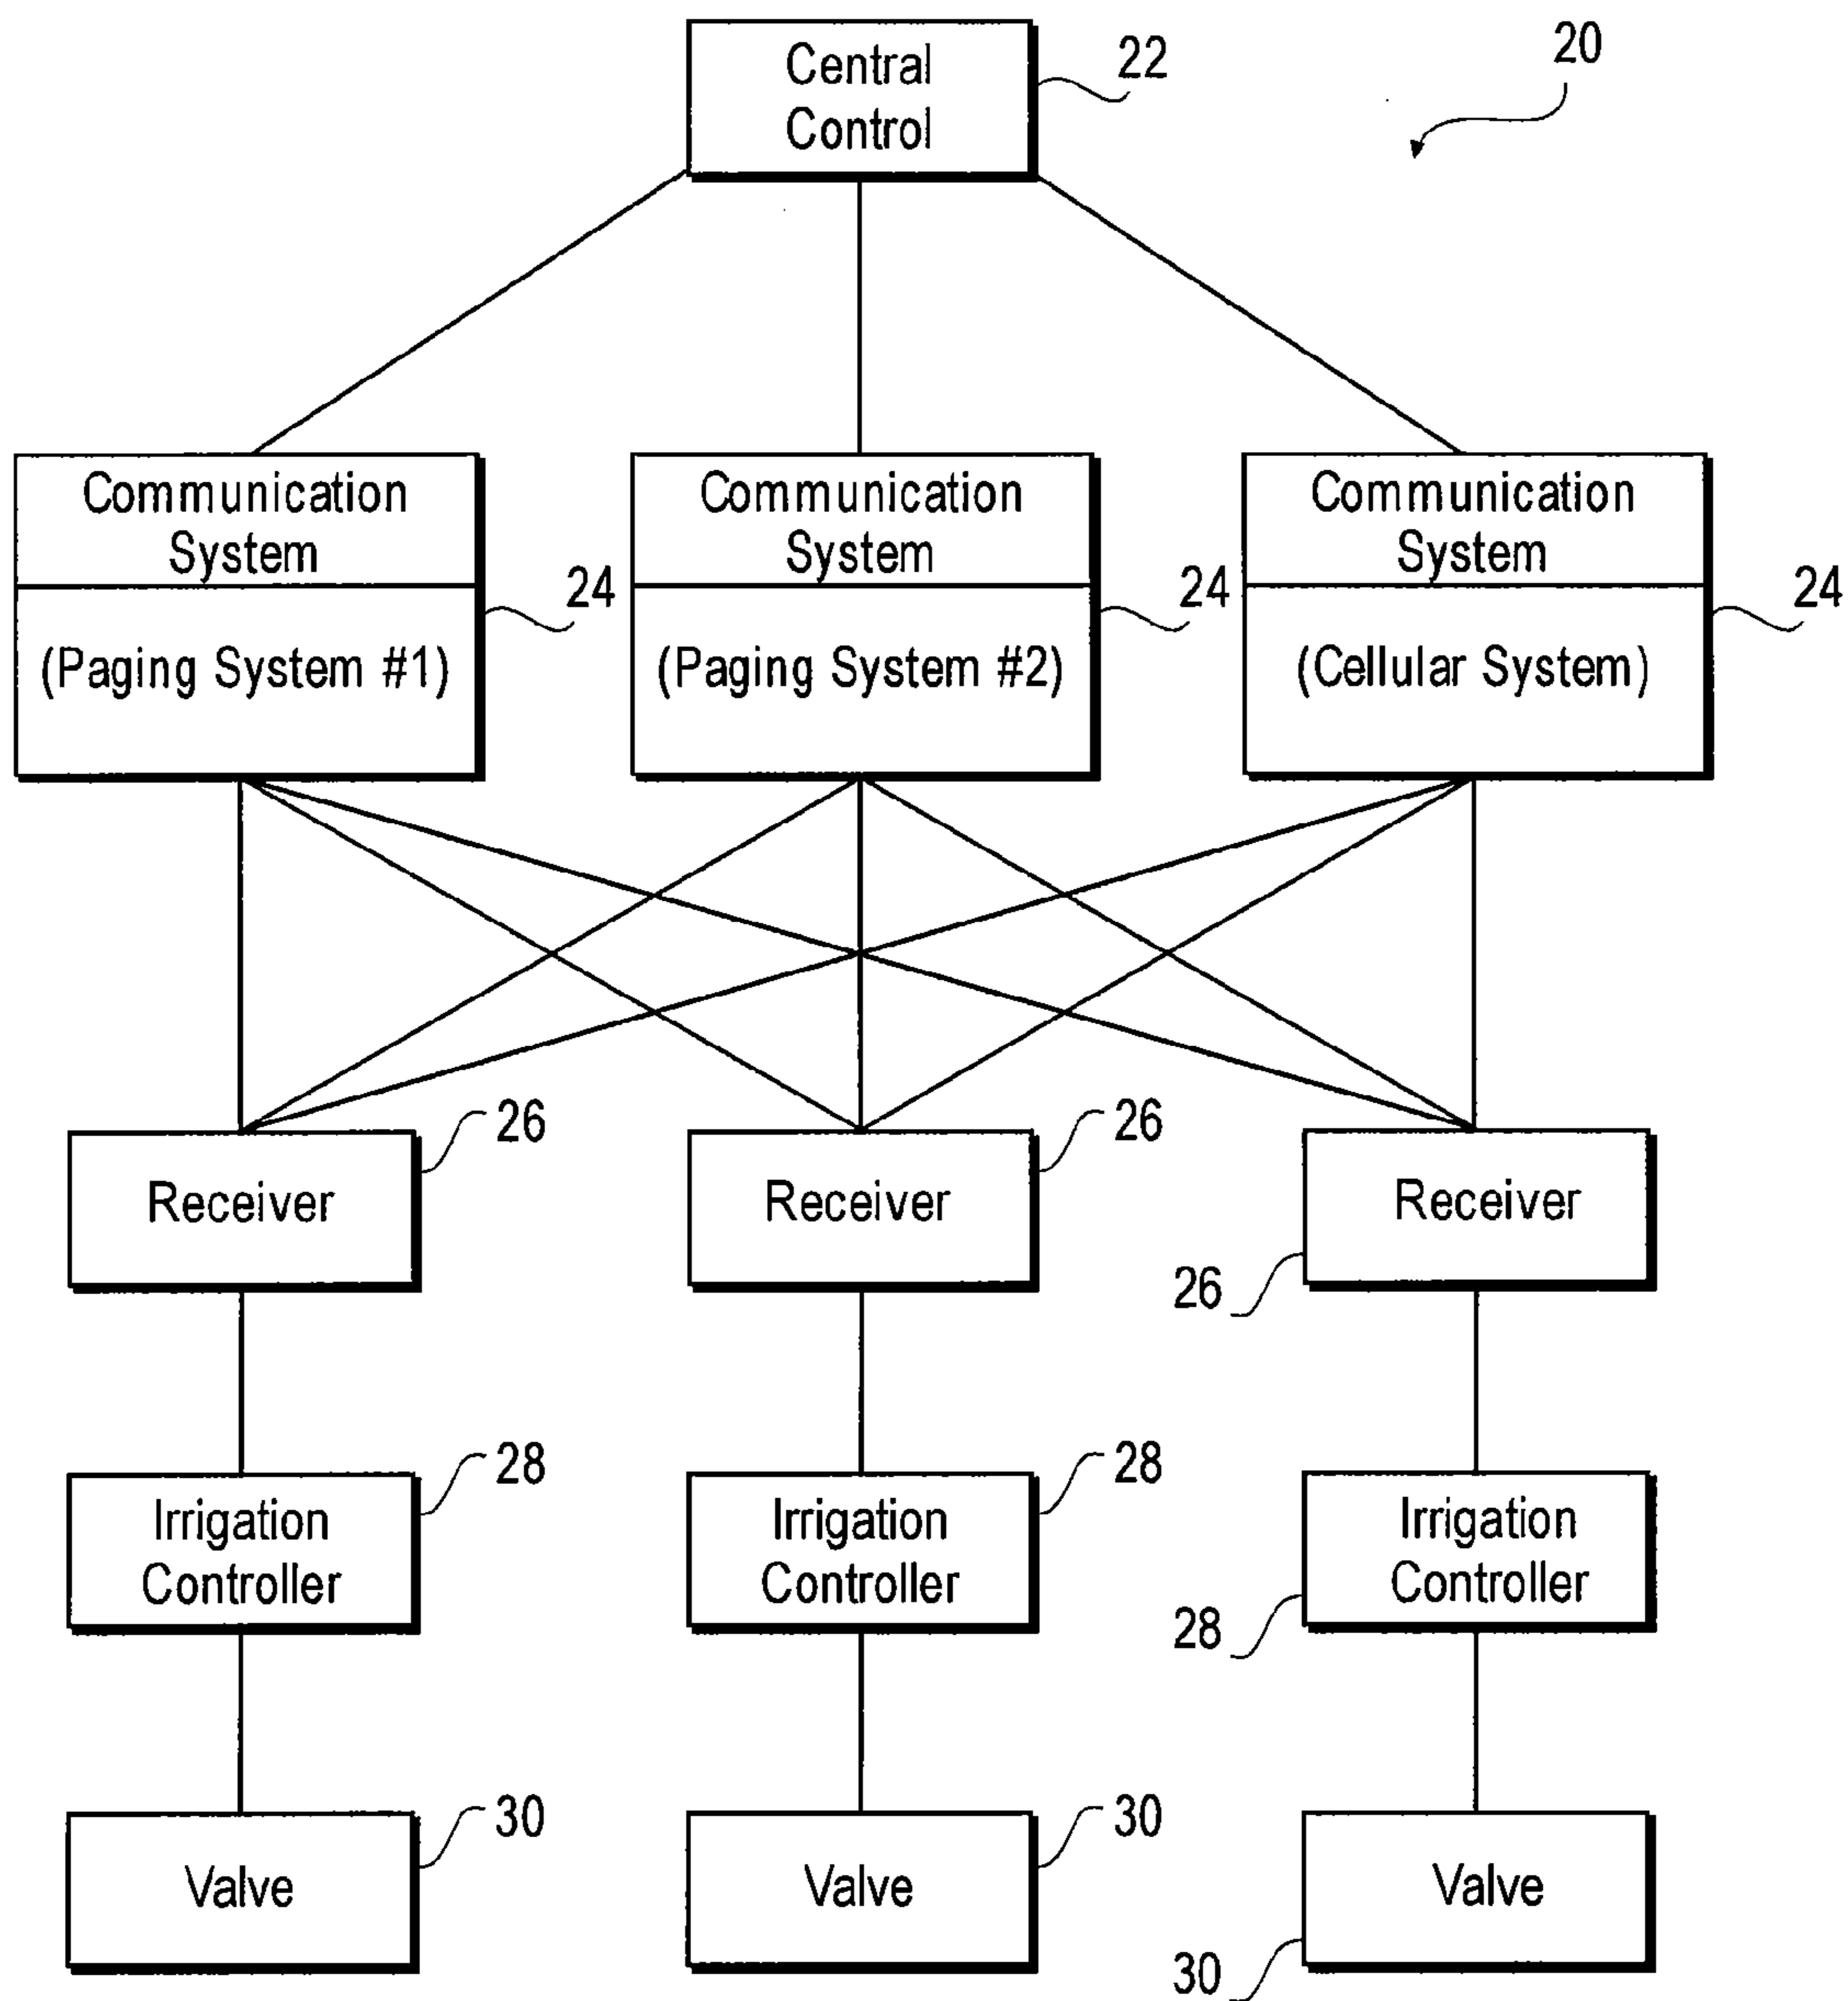 20
Central
Control
22
Communication
System
(Paging System #1)
24
Communication
System
(Paging System #2)
24
Communication
System
(Cellular System)
24
Receiver
26
Receiver
26
Receiver
26
Irrigation
Controller
28
Irrigation
Controller
28
Irrigation
Controller
28
Valve
30
Valve
30
Valve
30